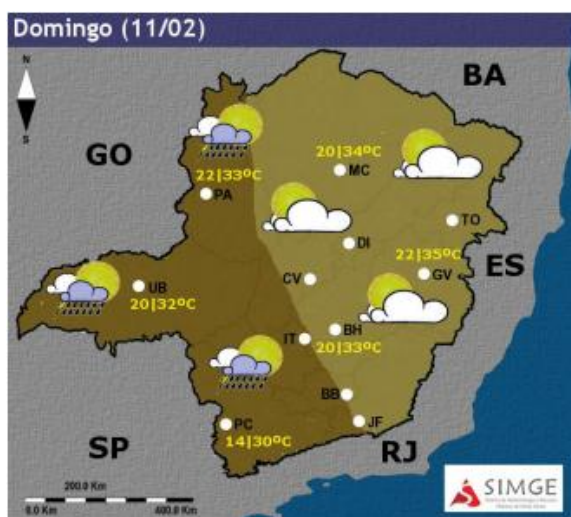 Domingo (11/02)
N
S
BA
GO
20|34ºC
MC
22|33ºC
PA
TO
DI
22|35ºC
ES
GV
CV
UB
20|32ºC
BH
IT
20|33ºC
BB
PC
JF
14|30ºC
SP
RJ
200.0 Km
0.0 Km
400.0 Km
SIMGE